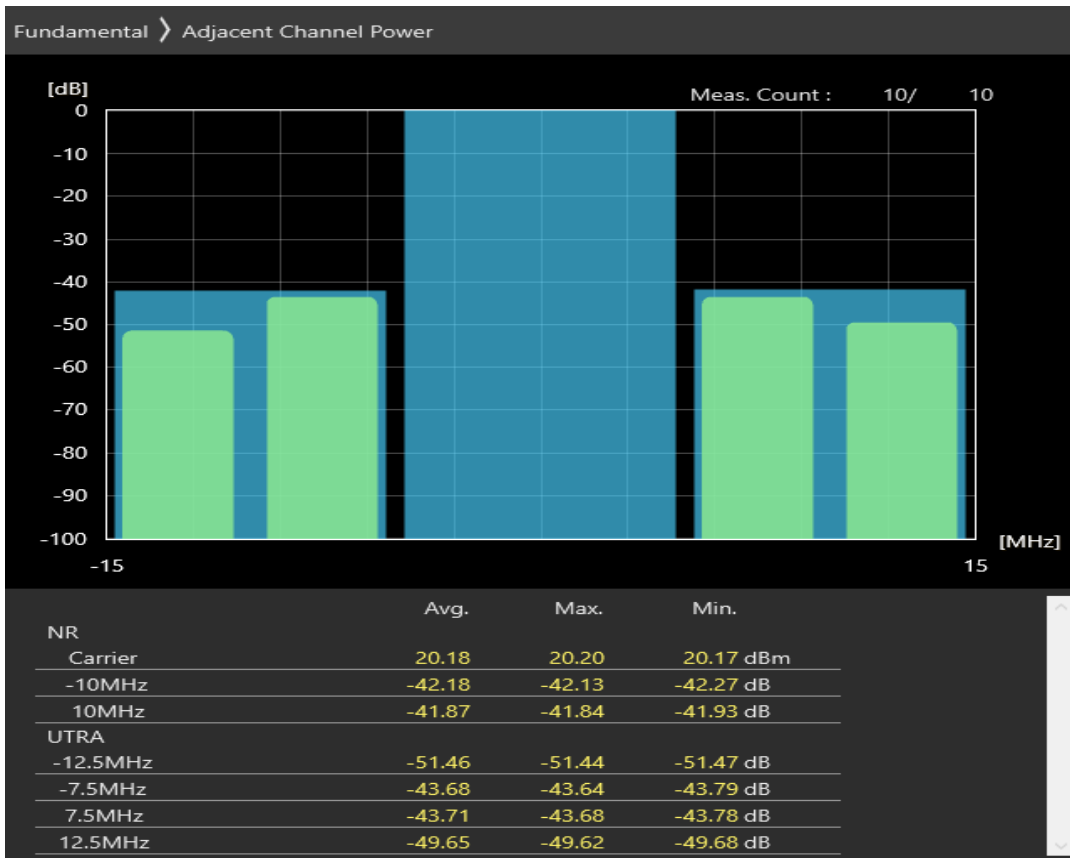 Fundamental ❭ Adjacent Channel Power
[dB]
Meas. Count : 10/ 10
0
-10
-20
-30
-40
-50
-60
-70
-80
-90
-100
[MHz]
-15 15
Avg. Max. Min.
NR
Carrier 20.18 20.20 20.17 dBm
-10MHz -42.18 -42.13 -42.27 dB
10MHz -41.87 -41.84 -41.93 dB
UTRA
-12.5MHz -51.46 -51.44 -51.47 dB
-7.5MHz -43.68 -43.64 -43.79 dB
7.5MHz -43.71 -43.68 -43.78 dB
12.5MHz -49.65 -49.62 -49.68 dB